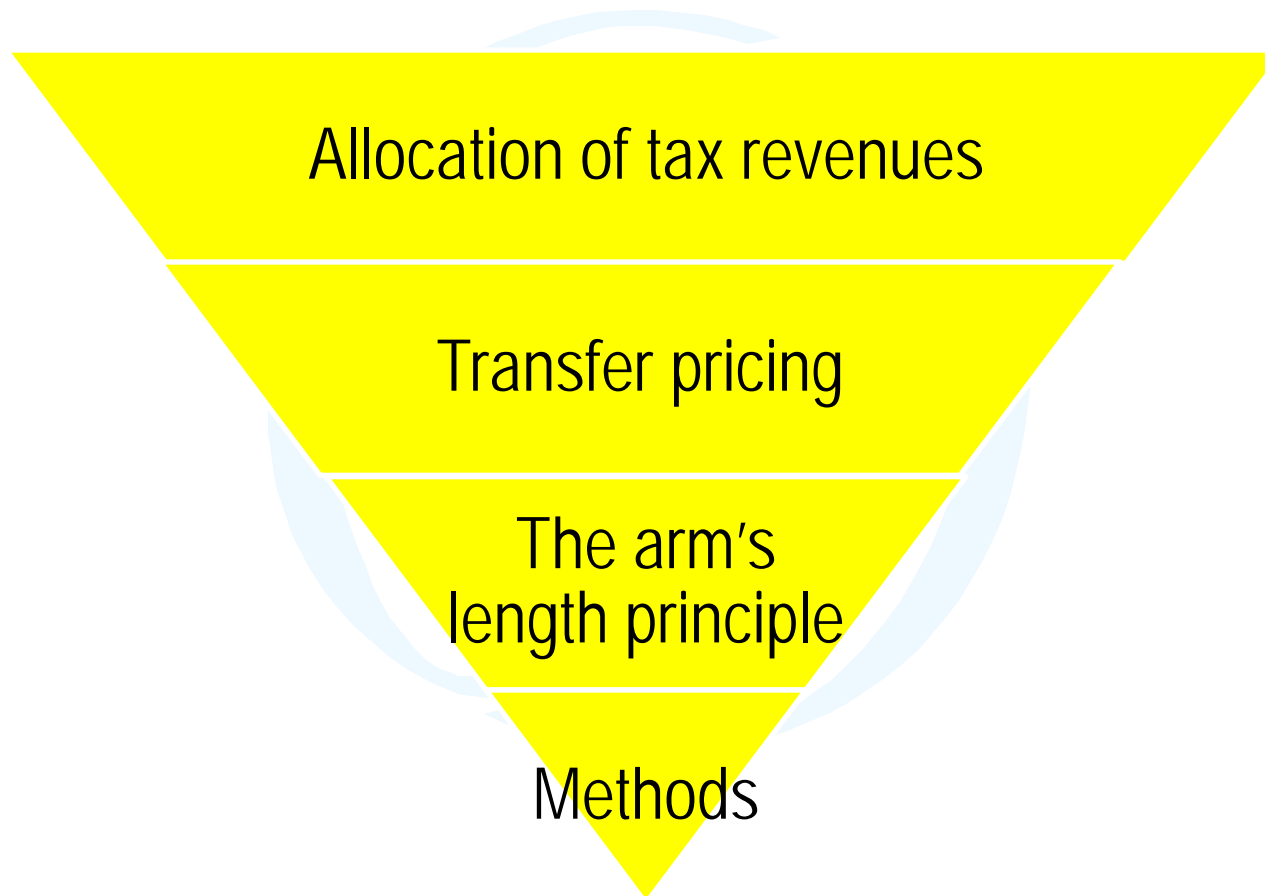 Allocation of tax revenues
Transfer pricing
The arm's
length principle
Methods